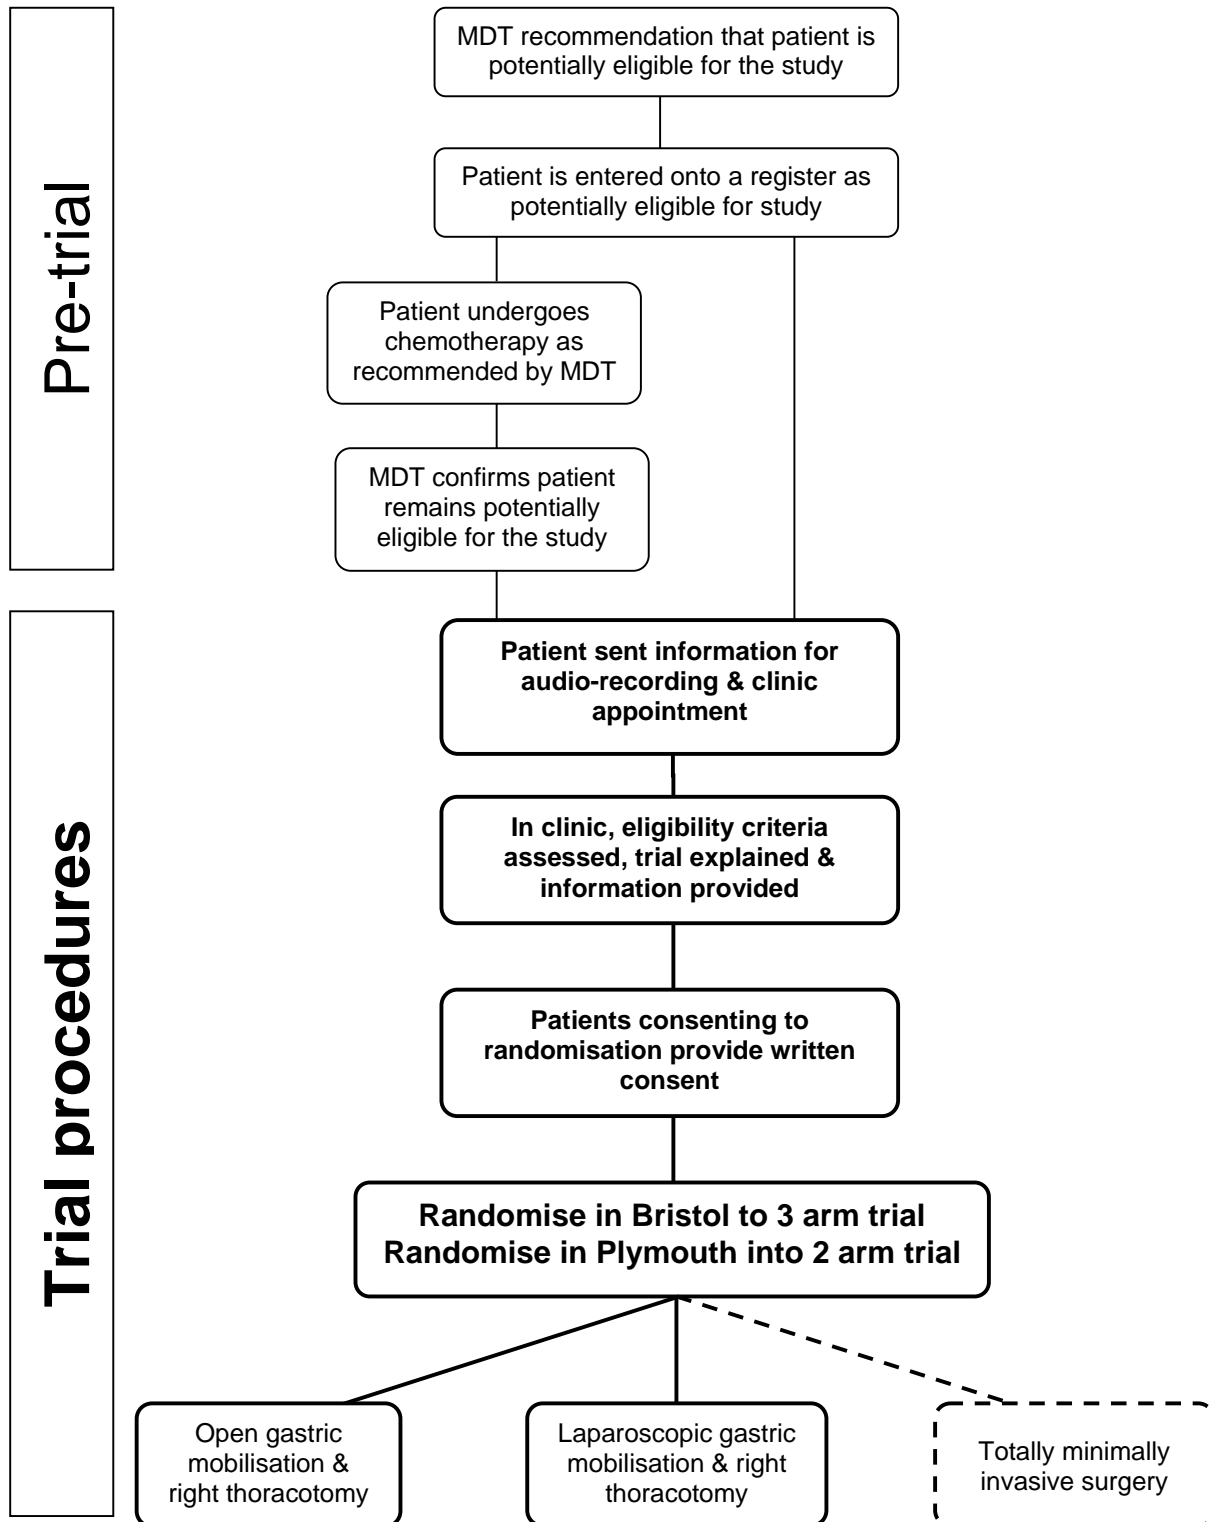 Pre-trial
MDT recommendation that patient is
potentially eligible for the study
Patient is entered onto a register as
potentially eligible for study
Patient undergoes
chemotherapy as
recommended by MDT
MDT confirms patient
remains potentially
eligible for the study
Trial procedures
Patient sent information for
audio-recording & clinic
appointment
In clinic, eligibility criteria
assessed, trial explained &
information provided
Patients consenting to
randomisation provide written
consent
Randomise in Bristol to 3 arm trial
Randomise in Plymouth into 2 arm trial
Open gastric
mobilisation &
right thoracotomy
Laparoscopic gastric
mobilisation & right
thoracotomy
Totally minimally
invasive surgery